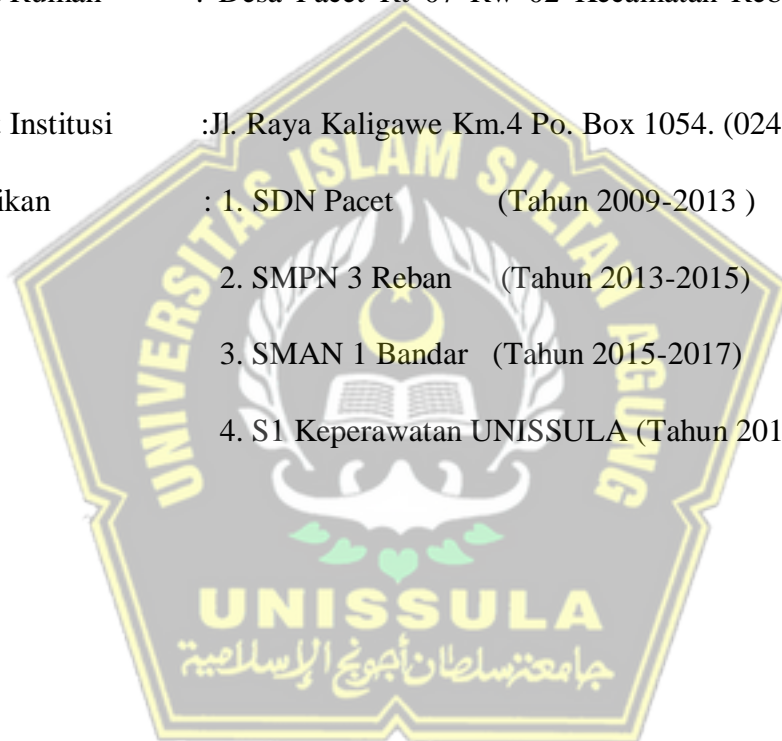 Rumah : Desa Pacet Rt 07 Rw 02 Kecamatan Reb
Institusi :Jl. Raya Kaligawe Km.4 Po. Box 1054. (024
ikan : 1. SDN Pacet (Tahun 2009-2013 )
2. SMPN 3 Reban (Tahun 2013-2015)
3. SMAN 1 Bandar (Tahun 2015-2017)
4. S1 Keperawatan UNISSULA (Tahun 201
UNIVERSITAS ISLAM SULTAN AGUNG
UNISSULA
جامعة سلطان أجونج الإسلامية